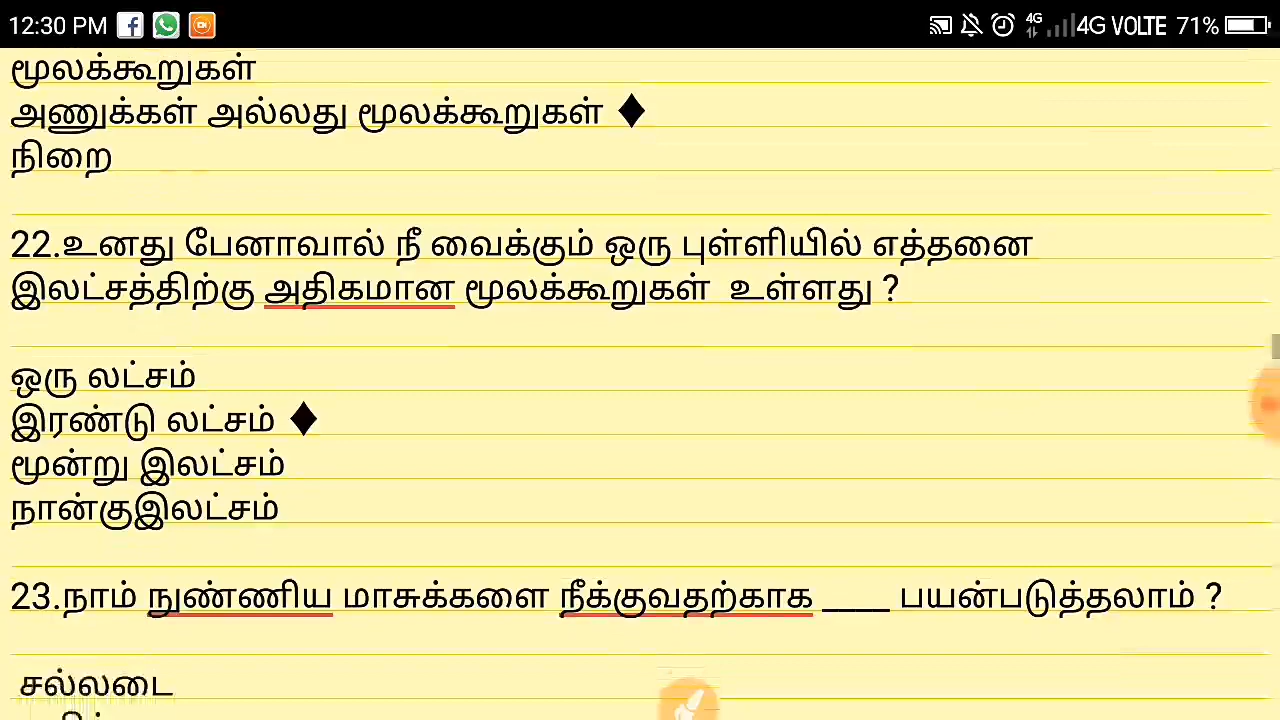 12:30 PM 4G 4G VOLTE 71%
மூலக்கூறுகள்
அணுக்கள் அல்லது மூலக்கூறுகள் ♦
நிறை
22.உனது பேனாவால் நீ வைக்கும் ஒரு புள்ளியில் எத்தனை
இலட்சத்திற்கு அதிகமான மூலக்கூறுகள் உள்ளது ?
ஒரு லட்சம்
இரண்டு லட்சம் ♦
மூன்று இலட்சம்
நான்குஇலட்சம்
23.நாம் நுண்ணிய மாசுக்களை நீக்குவதற்காக ____ பயன்படுத்தலாம் ?
சல்லடை